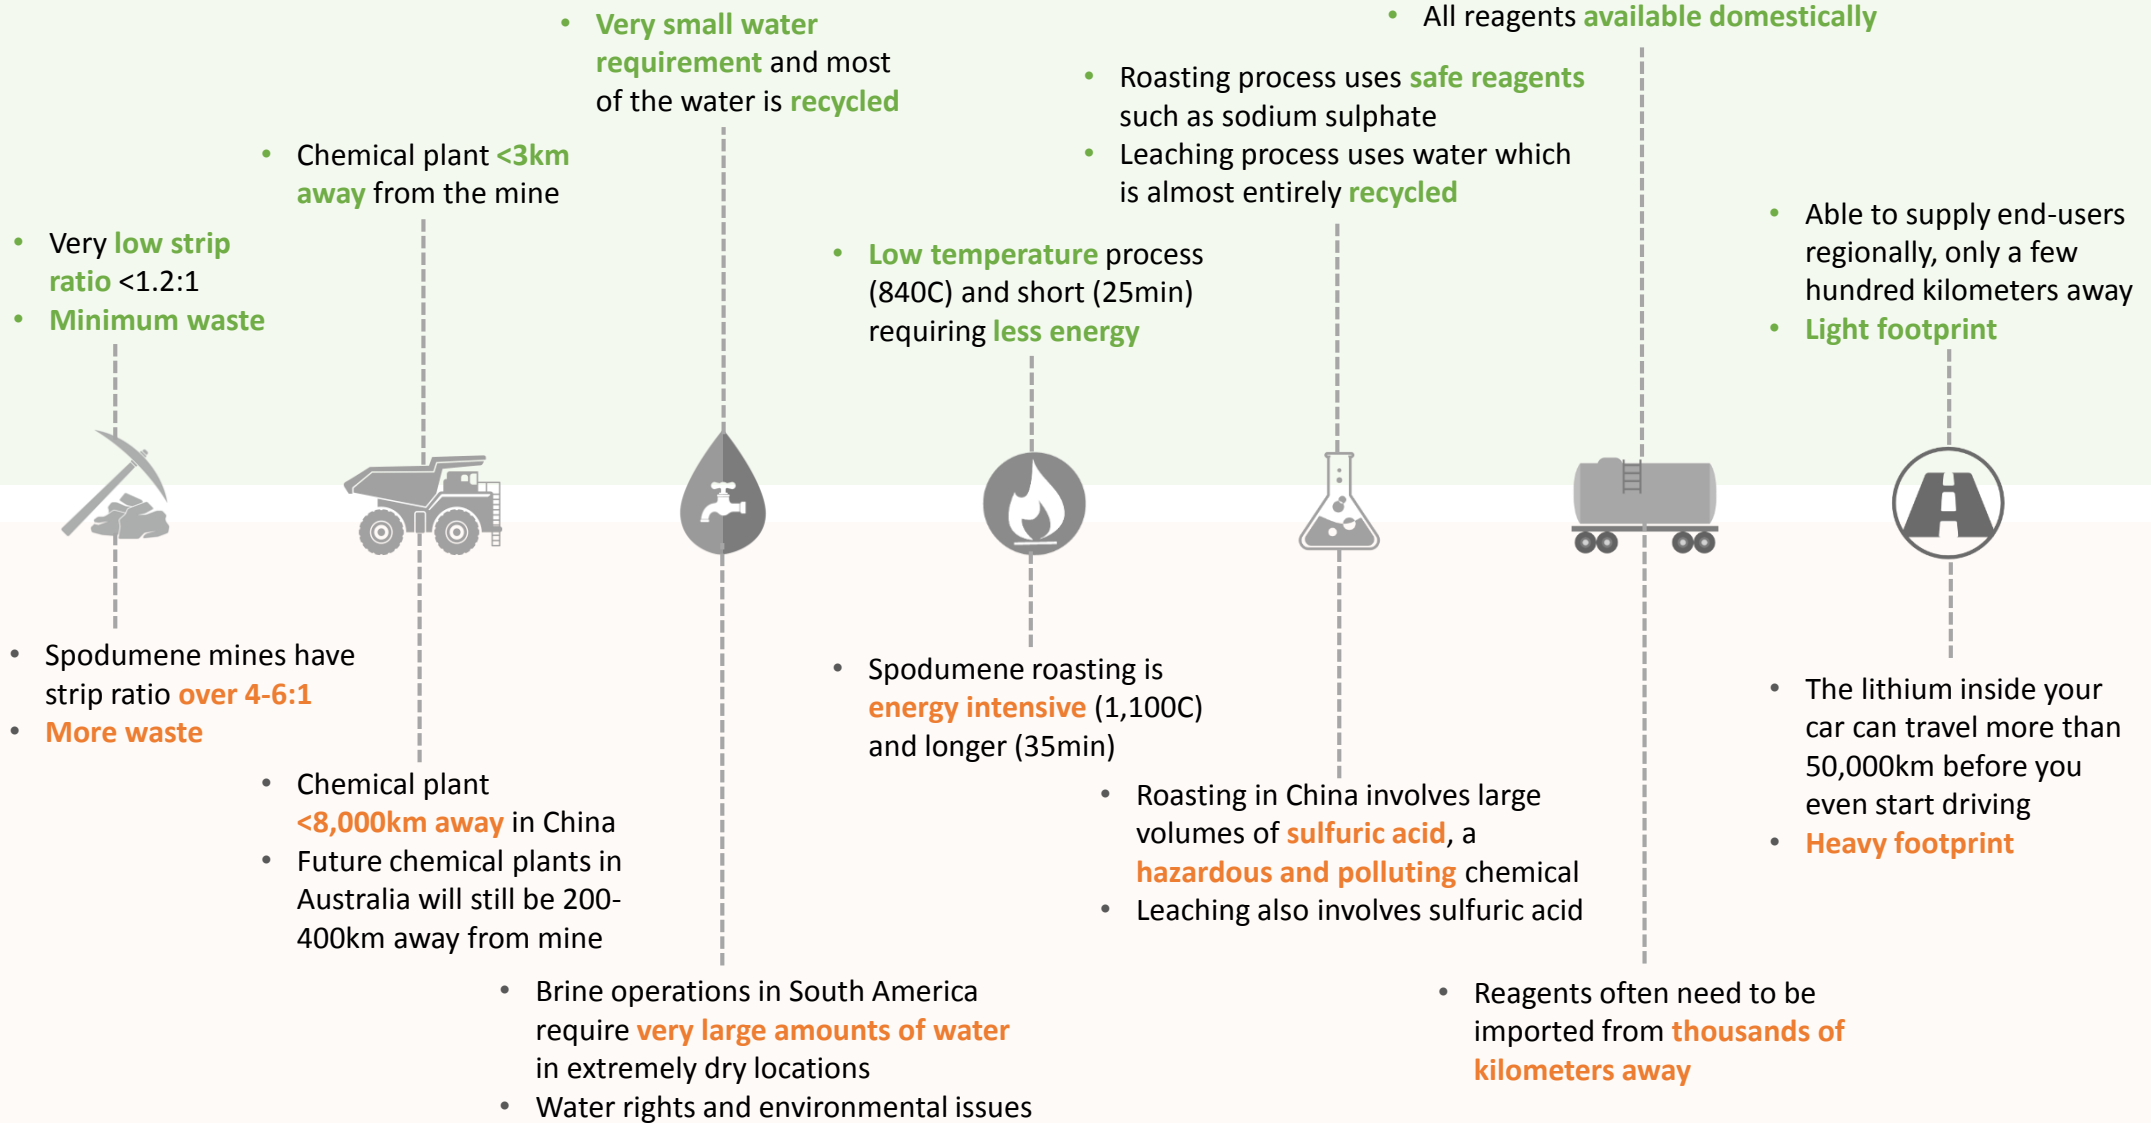 • Very low strip
ratio <1.2:1
• Minimum waste
• Chemical plant <3km
away from the mine
• Very small water
requirement and most
of the water is recycled
• Low temperature process
(840C) and short (25min)
requiring less energy
• Roasting process uses safe reagents
such as sodium sulphate
• Leaching process uses water which
is almost entirely recycled
• All reagents available domestically
• Able to supply end-users
regionally, only a few
hundred kilometers away
• Light footprint
• Spodumene mines have
strip ratio over 4-6:1
• More waste
• Chemical plant
<8,000km away in China
• Future chemical plants in
Australia will still be 200-
400km away from mine
• Brine operations in South America
require very large amounts of water
in extremely dry locations
• Water rights and environmental issues
• Spodumene roasting is
energy intensive (1,100C)
and longer (35min)
• Roasting in China involves large
volumes of sulfuric acid, a
hazardous and polluting chemical
• Leaching also involves sulfuric acid
• Reagents often need to be
imported from thousands of
kilometers away
• The lithium inside your
car can travel more than
50,000km before you
even start driving
• Heavy footprint